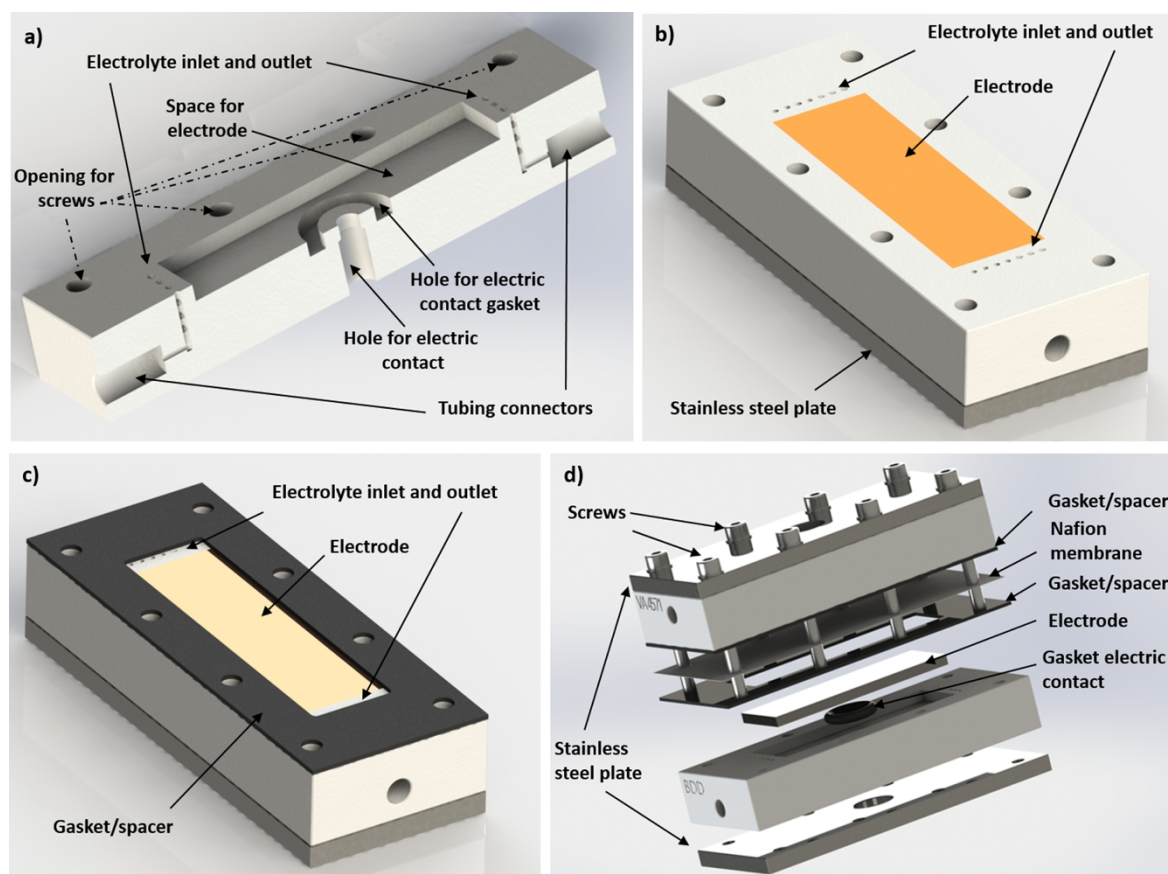 a)
Electrolyte inlet and outlet
Space for
electrode
Opening for
screws
Hole for electric
contact gasket
Hole for electric
contact
Tubing connectors
b)
Electrolyte inlet and outlet
Electrode
Stainless steel plate
c)
Electrolyte inlet and outlet
Electrode
Gasket/spacer
d)
Screws
Gasket/spacer
Nafion
membrane
Gasket/spacer
Electrode
Gasket electric
contact
VA4571
Stainless
steel plate
BDD